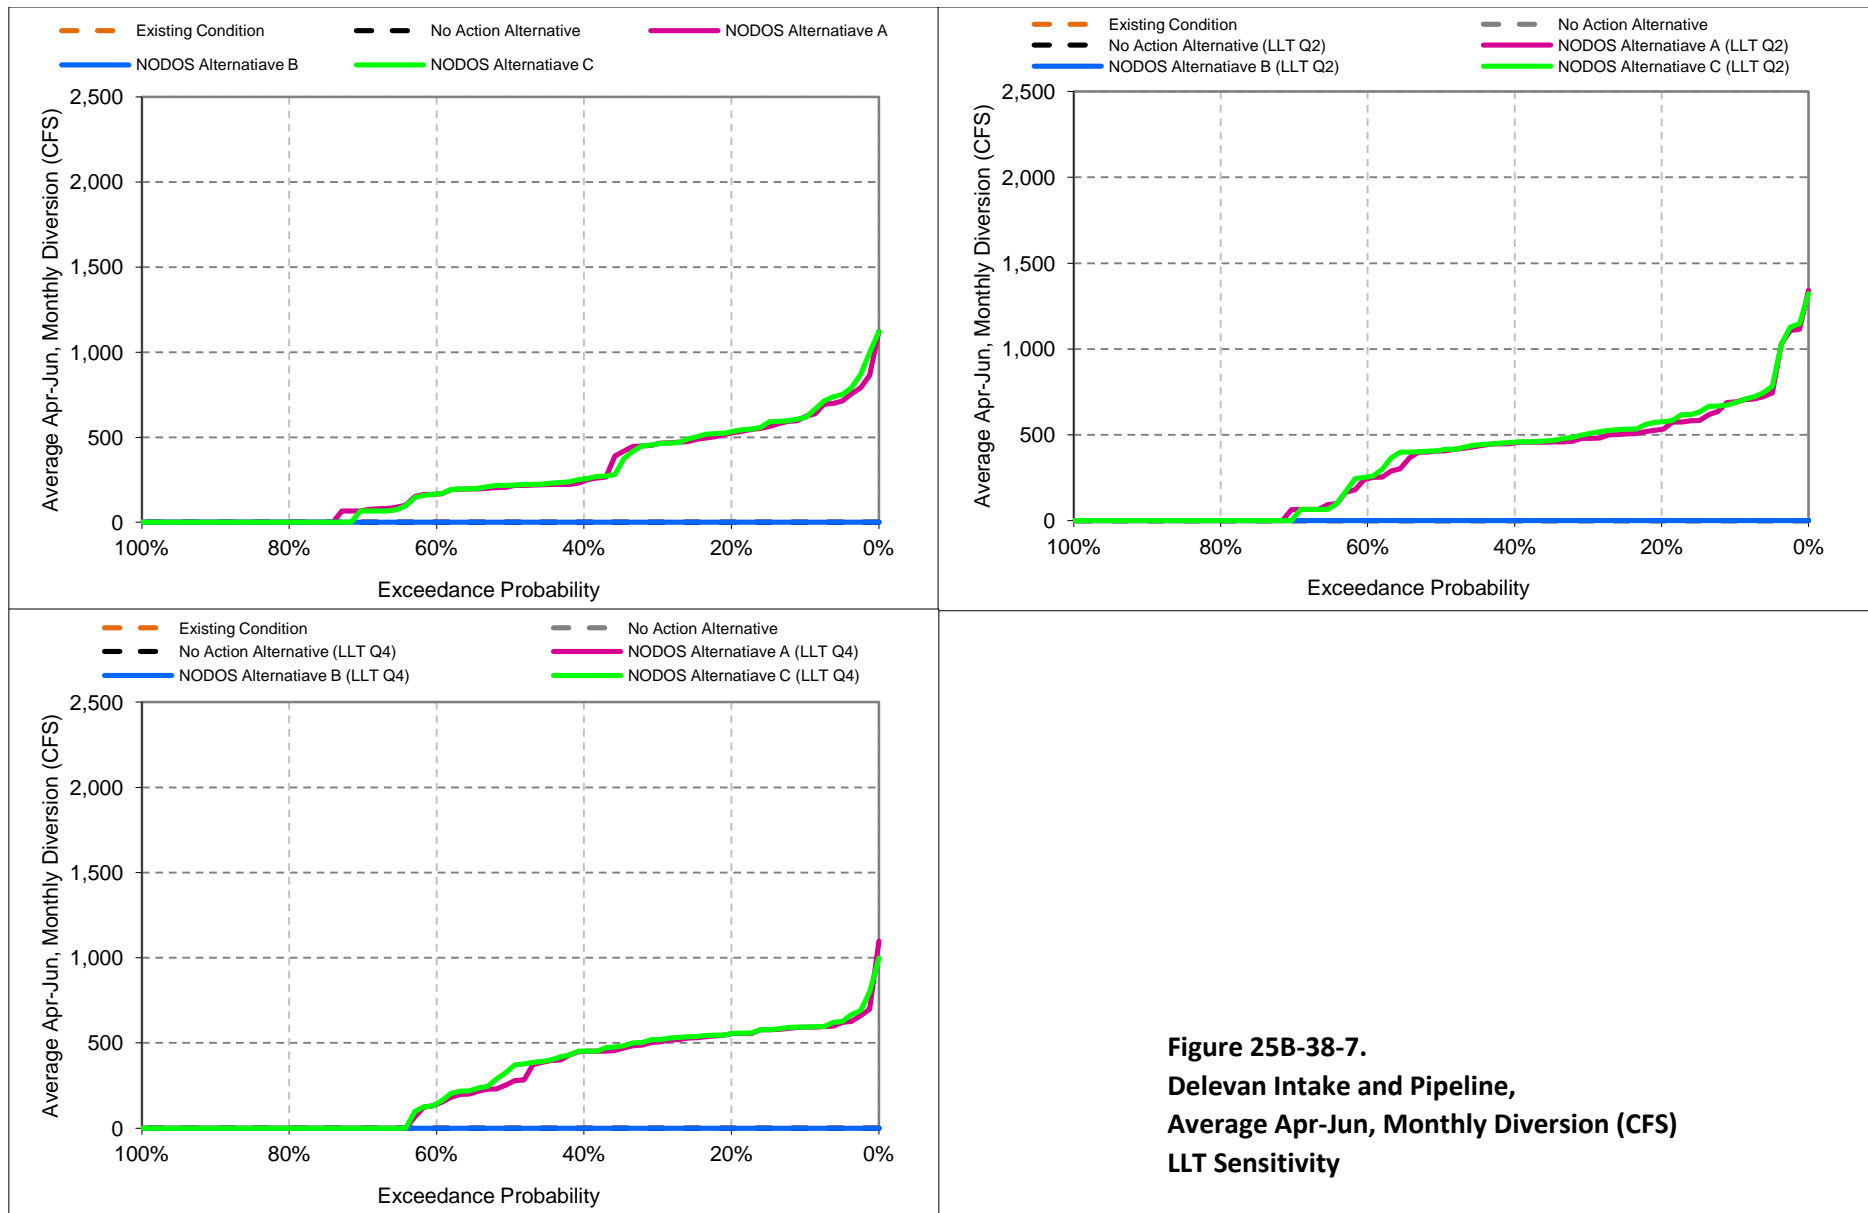 Existing Condition
No Action Alternative
NODOS Alternatiave A
NODOS Alternatiave B
NODOS Alternatiave C
Average Apr-Jun, Monthly Diversion (CFS)
2,500
2,000
1,500
1,000
500
0
100% 80% 60% 40% 20% 0%
Exceedance Probability
Existing Condition
No Action Alternative
No Action Alternative (LLT Q2)
NODOS Alternatiave A (LLT Q2)
NODOS Alternatiave B (LLT Q2)
NODOS Alternatiave C (LLT Q2)
Average Apr-Jun, Monthly Diversion (CFS)
2,500
2,000
1,500
1,000
500
0
100% 80% 60% 40% 20% 0%
Exceedance Probability
Existing Condition
No Action Alternative
No Action Alternative (LLT Q4)
NODOS Alternatiave A (LLT Q4)
NODOS Alternatiave B (LLT Q4)
NODOS Alternatiave C (LLT Q4)
Average Apr-Jun, Monthly Diversion (CFS)
2,500
2,000
1,500
1,000
500
0
100% 80% 60% 40% 20% 0%
Exceedance Probability
Figure 25B-38-7.
Delevan Intake and Pipeline,
Average Apr-Jun, Monthly Diversion (CFS)
LLT Sensitivity